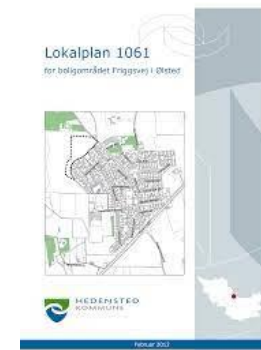 Lokalplan 1061
for boligområdet Friggsvej i Ølsted
HEDENSTED
KOMMUNE
Februar 2012